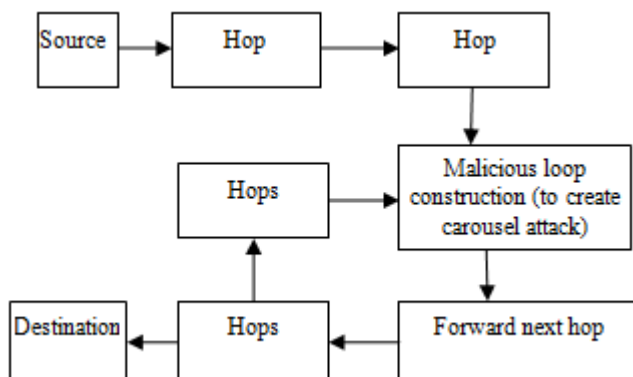 Source
Hop
Hop
Malicious loop
construction (to create
carousel attack)
Hops
Destination
Hops
Forward next hop